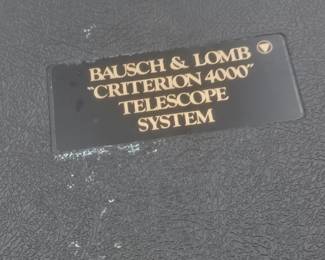 BAUSCH & LOMB
"CRITERION 4000"
TELESCOPE
SYSTEM